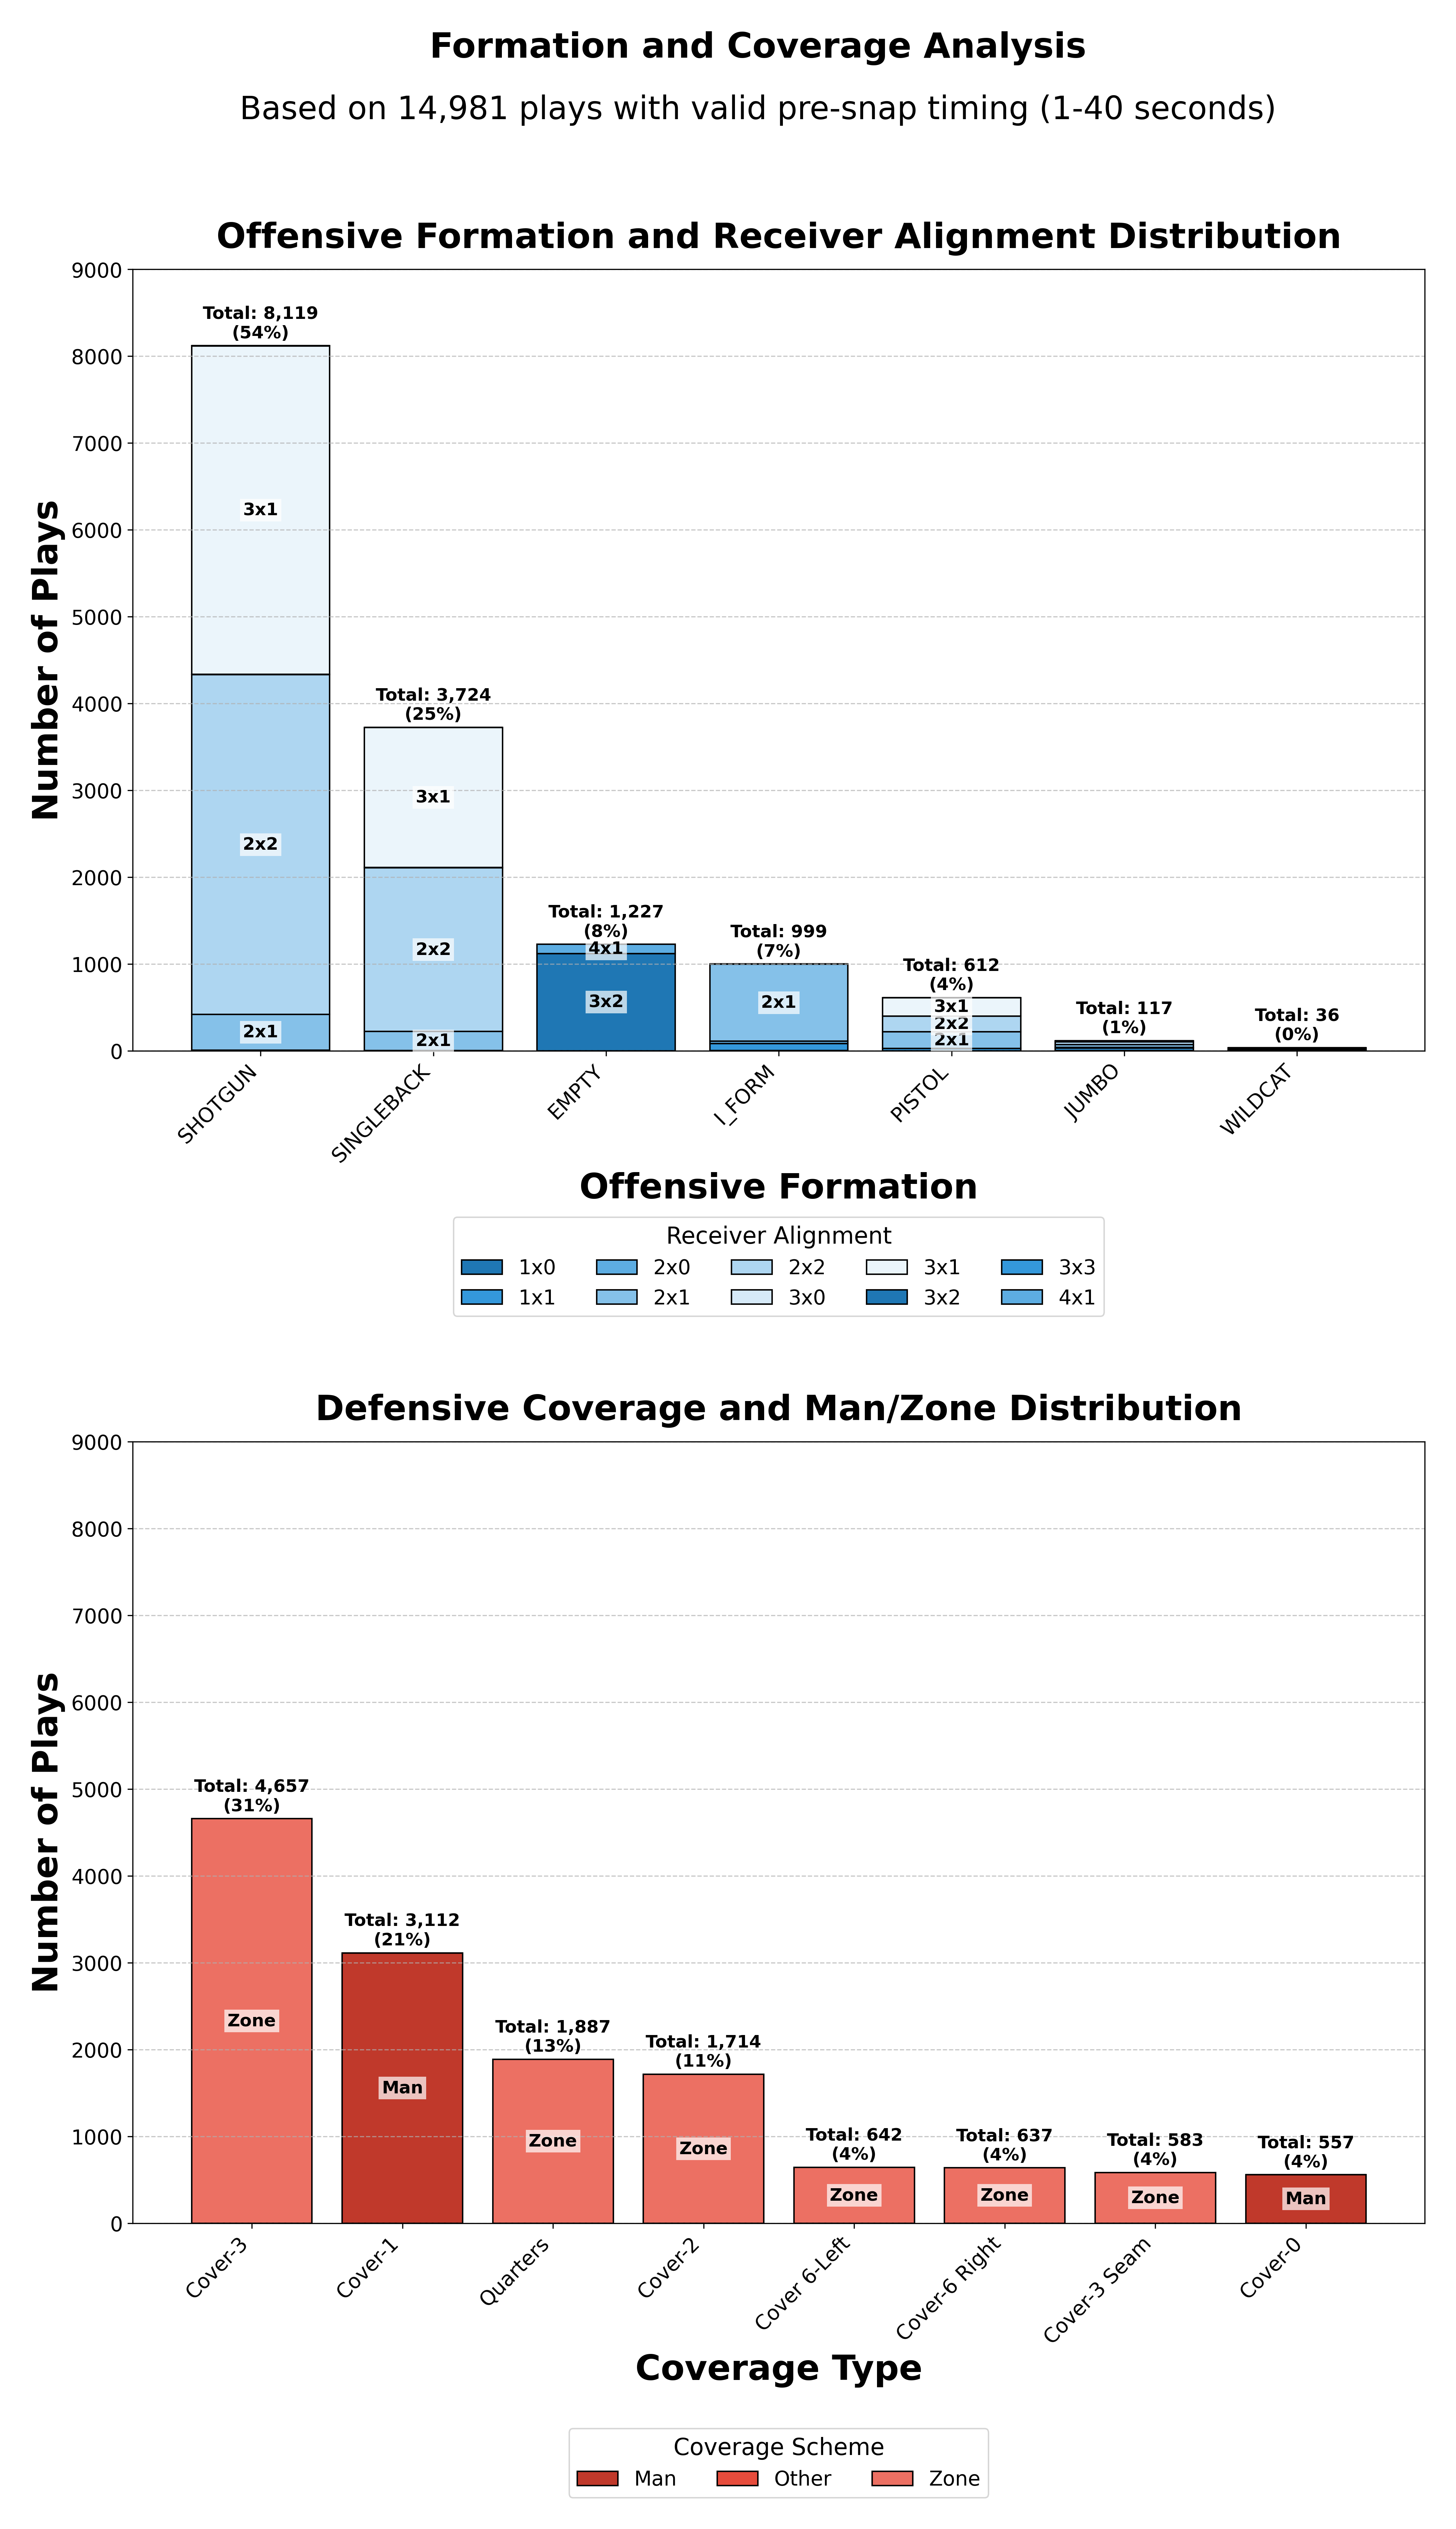 Formation and Coverage Analysis
Based on 14,981 plays with valid pre-snap timing (1-40 seconds)
Offensive Formation and Receiver Alignment Distribution
Number of Plays
9000
8000
7000
6000
5000
4000
3000
2000
1000
0
Total: 8,119
(54%)
3x1
2x2
2x1
Total: 3,724
(25%)
3x1
2x2
2x1
Total: 1,227
(8%)
4x1
3x2
Total: 999
(7%)
2x1
Total: 612
(4%)
3x1
2x2
2x1
Total: 117
(1%)
Total: 36
(0%)
SHOTGUN
SINGLEBACK
EMPTY
I_FORM
PISTOL
JUMBO
WILDCAT
Offensive Formation
Receiver Alignment
1x0 2x0 2x2 3x1 3x3
1x1 2x1 3x0 3x2 4x1
Defensive Coverage and Man/Zone Distribution
Number of Plays
9000
8000
7000
6000
5000
4000
3000
2000
1000
0
Total: 4,657
(31%)
Zone
Total: 3,112
(21%)
Man
Total: 1,887
(13%)
Zone
Total: 1,714
(11%)
Zone
Total: 642
(4%)
Zone
Total: 637
(4%)
Zone
Total: 583
(4%)
Zone
Total: 557
(4%)
Man
Cover-3
Cover-1
Quarters
Cover-2
Cover 6-Left
Cover-6 Right
Cover-3 Seam
Cover-0
Coverage Type
Coverage Scheme
Man Other Zone